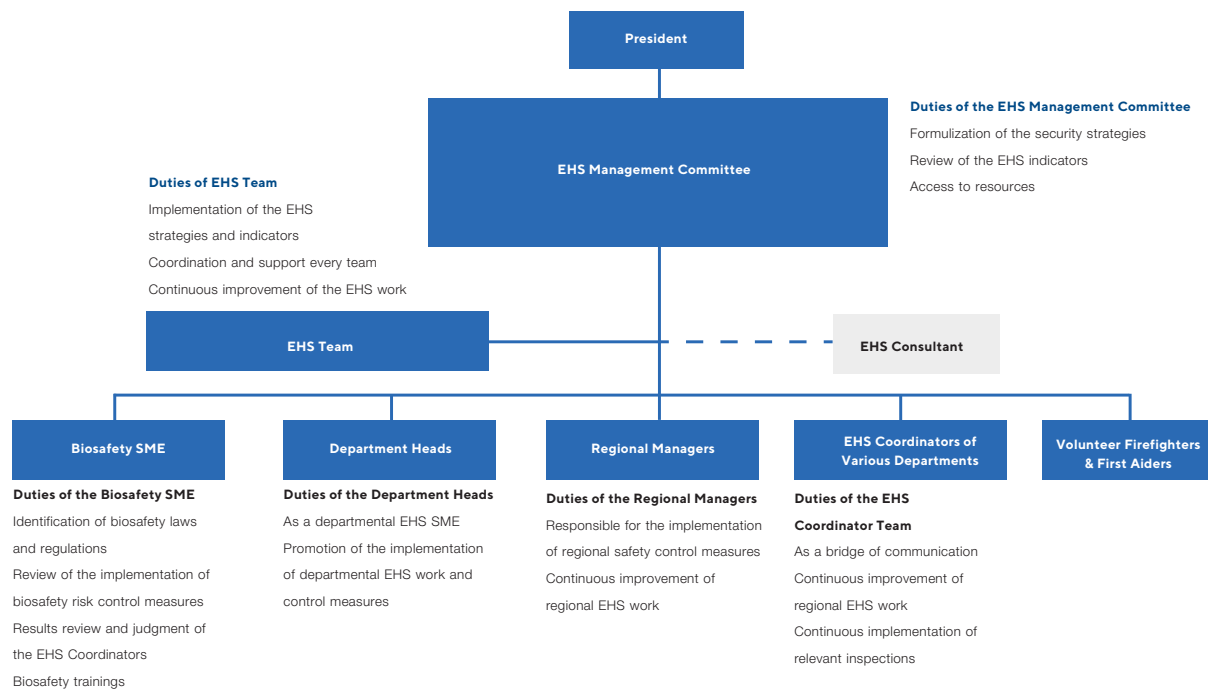 President
EHS Management Committee
Duties of the EHS Management Committee
Formulization of the security strategies
Review of the EHS indicators
Access to resources
Duties of EHS Team
Implementation of the EHS
strategies and indicators
Coordination and support every team
Continuous improvement of the EHS work
EHS Team
EHS Consultant
Biosafety SME
Duties of the Biosafety SME
Identification of biosafety laws
and regulations
Review of the implementation of
biosafety risk control measures
Results review and judgment of
the EHS Coordinators
Biosafety trainings
Department Heads
Duties of the Department Heads
As a departmental EHS SME
Promotion of the implementation
of departmental EHS work and
control measures
Regional Managers
Duties of the Regional Managers
Responsible for the implementation
of regional safety control measures
Continuous improvement of
regional EHS work
EHS Coordinators of
Various Departments
Duties of the EHS
Coordinator Team
As a bridge of communication
Continuous improvement of
regional EHS work
Continuous implementation of
relevant inspections
Volunteer Firefighters
& First Aiders